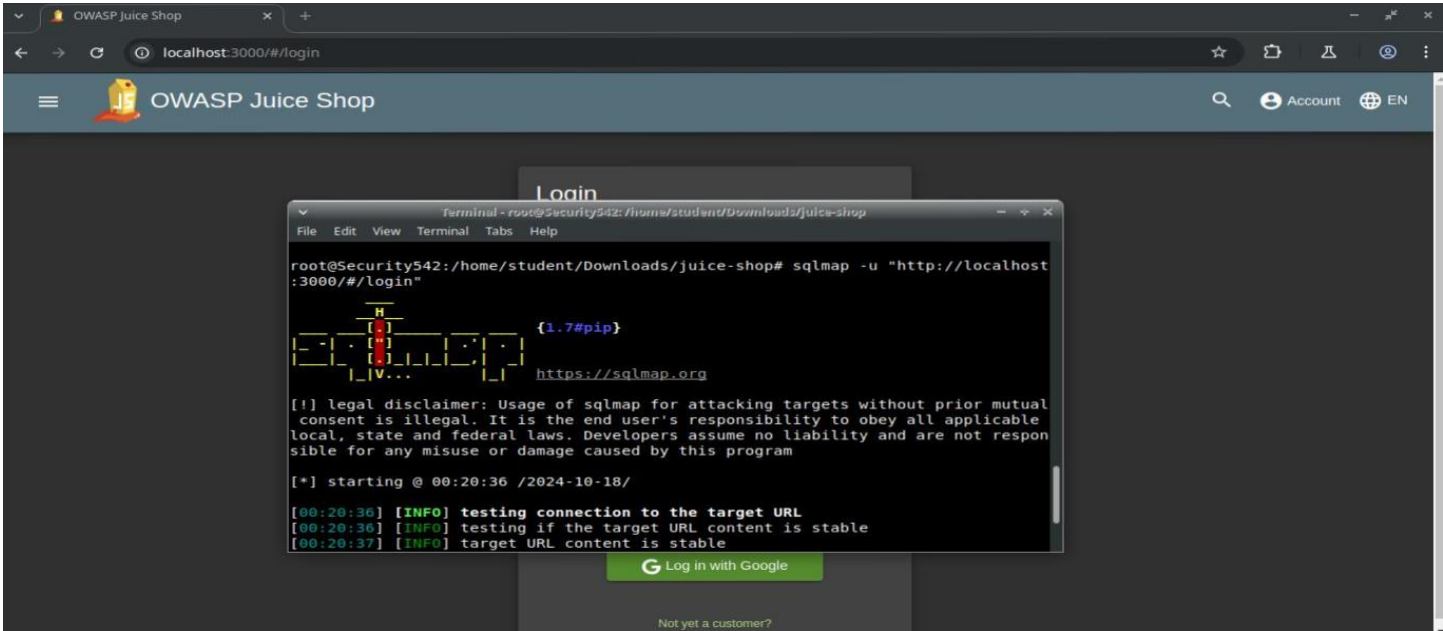 OWASP Juice Shop
localhost:3000/#/login
OWASP Juice Shop
Account
EN
Login
Terminal - root@Security542: /home/student/Downloads/juice-shop
File Edit View Terminal Tabs Help
root@Security542:/home/student/Downloads/juice-shop# sqlmap -u "http://localhost
:3000/#/login"
{1.7#pip}
https://sqlmap.org
[!] legal disclaimer: Usage of sqlmap for attacking targets without prior mutual
consent is illegal. It is the end user's responsibility to obey all applicable
local, state and federal laws. Developers assume no liability and are not respon
sible for any misuse or damage caused by this program
[*] starting @ 00:20:36 /2024-10-18/
[00:20:36] [INFO] testing connection to the target URL
[00:20:36] [INFO] testing if the target URL content is stable
[00:20:37] [INFO] target URL content is stable
G Log in with Google
Not yet a customer?